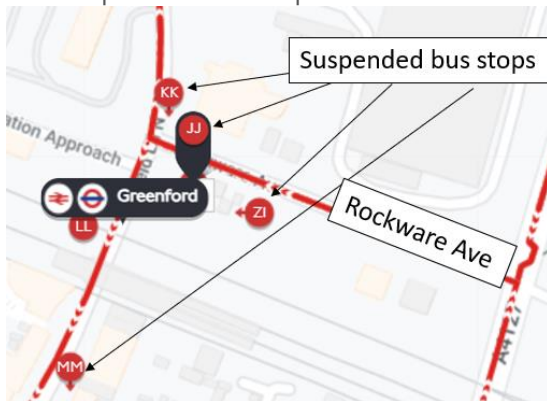 Suspended bus stops
KK
JJ
ation Approach
Greenford
ZI
LL
Rockware Ave
A4127
MM